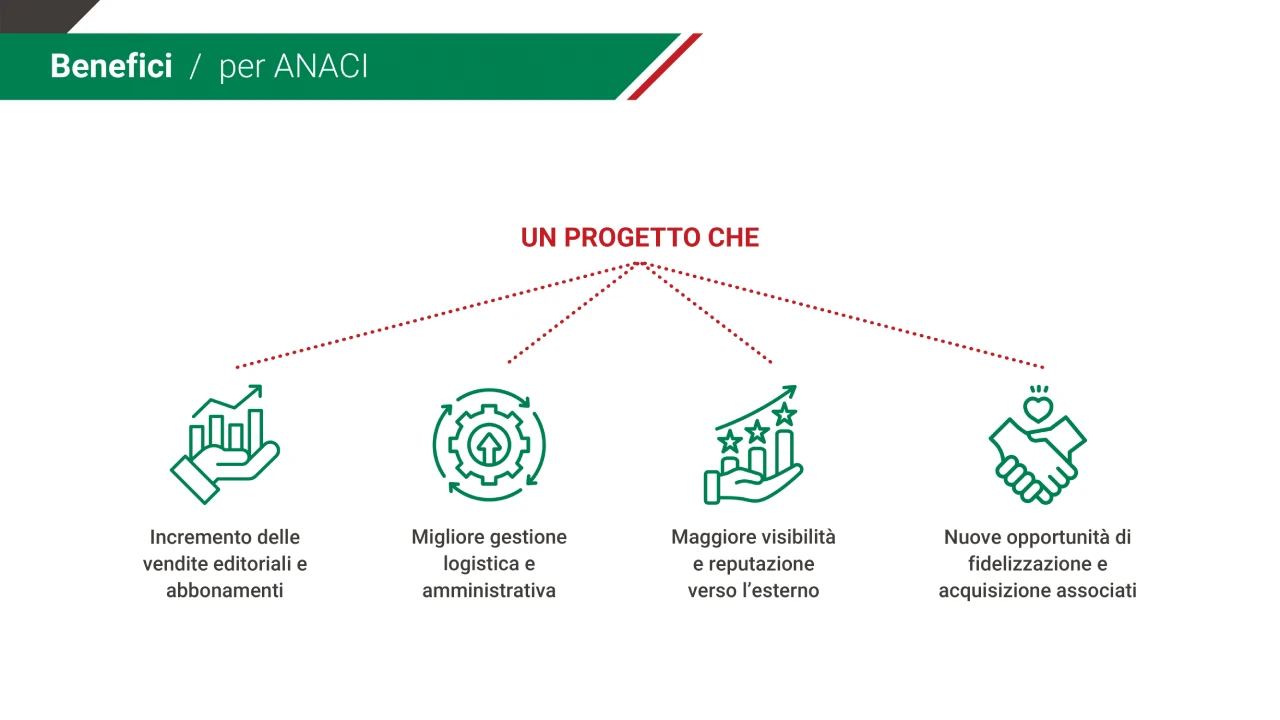 Benefici / per ANACI
UN PROGETTO CHE
Incremento delle
vendite editoriali e
abbonamenti
Migliore gestione
logistica e
amministrativa
Maggiore visibilità
e reputazione
verso l'esterno
Nuove opportunità di
fidelizzazione e
acquisizione associati